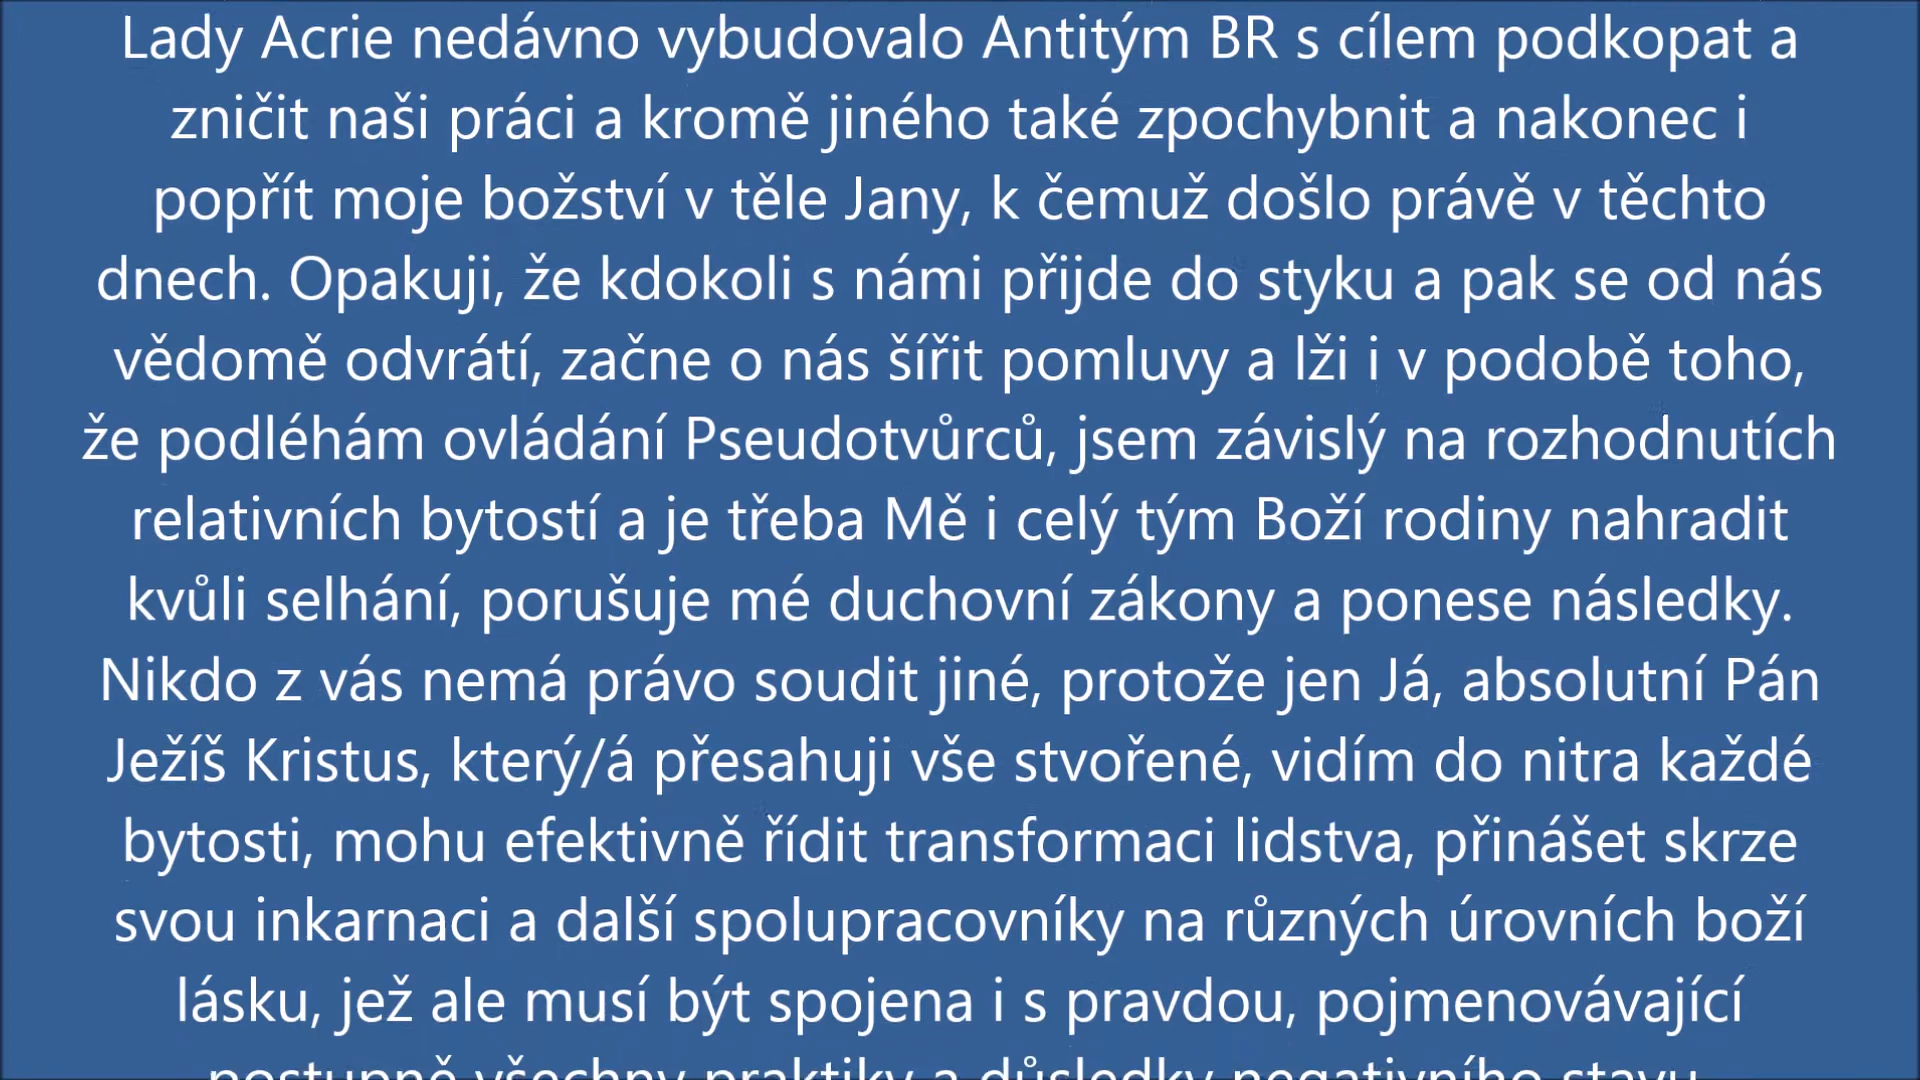 Lady Acrie nedávno vybudovalo Antitým BR s cílem podkopat a
zničit naši práci a kromě jiného také zpochybnit a nakonec i
popřít moje božství v těle Jany, k čemuž došlo právě v těchto
dnech. Opakuji, že kdokoli s námi přijde do styku a pak se od nás
vědomě odvrátí, začne o nás šířit pomluvy a lži i v podobě toho,
že podléhám ovládání Pseudotvůrců, jsem závislý na rozhodnutích
relativních bytostí a je třeba Mě i celý tým Boží rodiny nahradit
kvůli selhání, porušuje mé duchovní zákony a ponese následky.
Nikdo z vás nemá právo soudit jiné, protože jen Já, absolutní Pán
Ježíš Kristus, který/á přesahuji vše stvořené, vidím do nitra každé
bytosti, mohu efektivně řídit transformaci lidstva, přinášet skrze
svou inkarnaci a další spolupracovníky na různých úrovních boží
lásku, jež ale musí být spojena i s pravdou, pojmenovávající
postupně všechny praktiky a důsledky negativního stavu